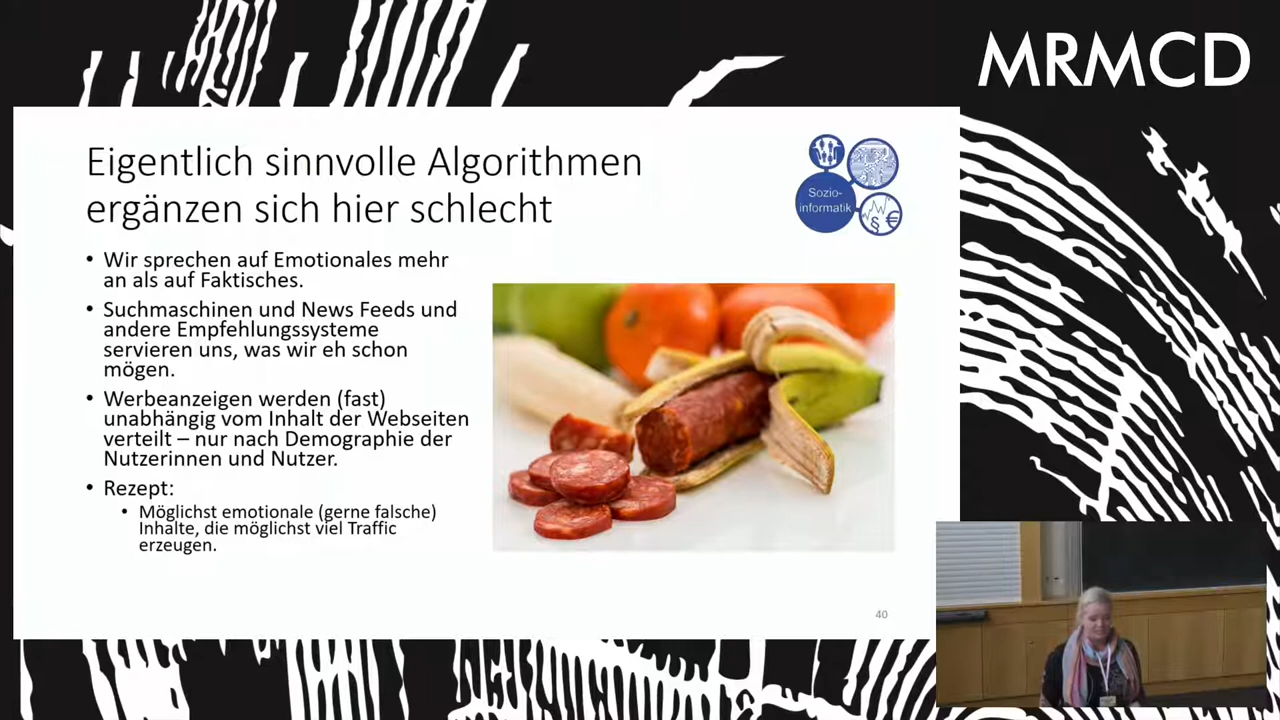 MRMCD
Eigentlich sinnvolle Algorithmen
ergänzen sich hier schlecht
Sozio-
informatik
§
€
• Wir sprechen auf Emotionales mehr
an als auf Faktisches.
• Suchmaschinen und News Feeds und
andere Empfehlungssysteme
servieren uns, was wir eh schon
mögen.
• Werbeanzeigen werden (fast)
unabhängig vom Inhalt der Webseiten
verteilt – nur nach Demographie der
Nutzerinnen und Nutzer.
• Rezept:
• Möglichst emotionale (gerne falsche)
Inhalte, die möglichst viel Traffic
erzeugen.
40